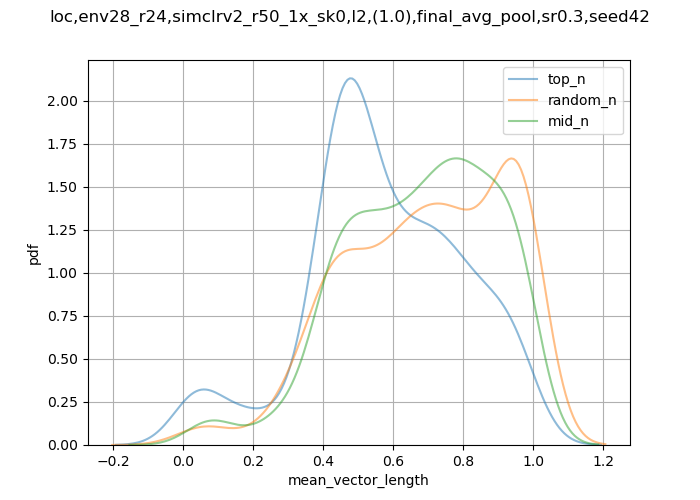 loc,env28_r24,simclrv2_r50_1x_sk0,l2,(1.0),final_avg_pool,sr0.3,seed42
top_n
random_n
mid_n
pdf
2.00
1.75
1.50
1.25
1.00
0.75
0.50
0.25
0.00
−0.2 0.0 0.2 0.4 0.6 0.8 1.0 1.2
mean_vector_length